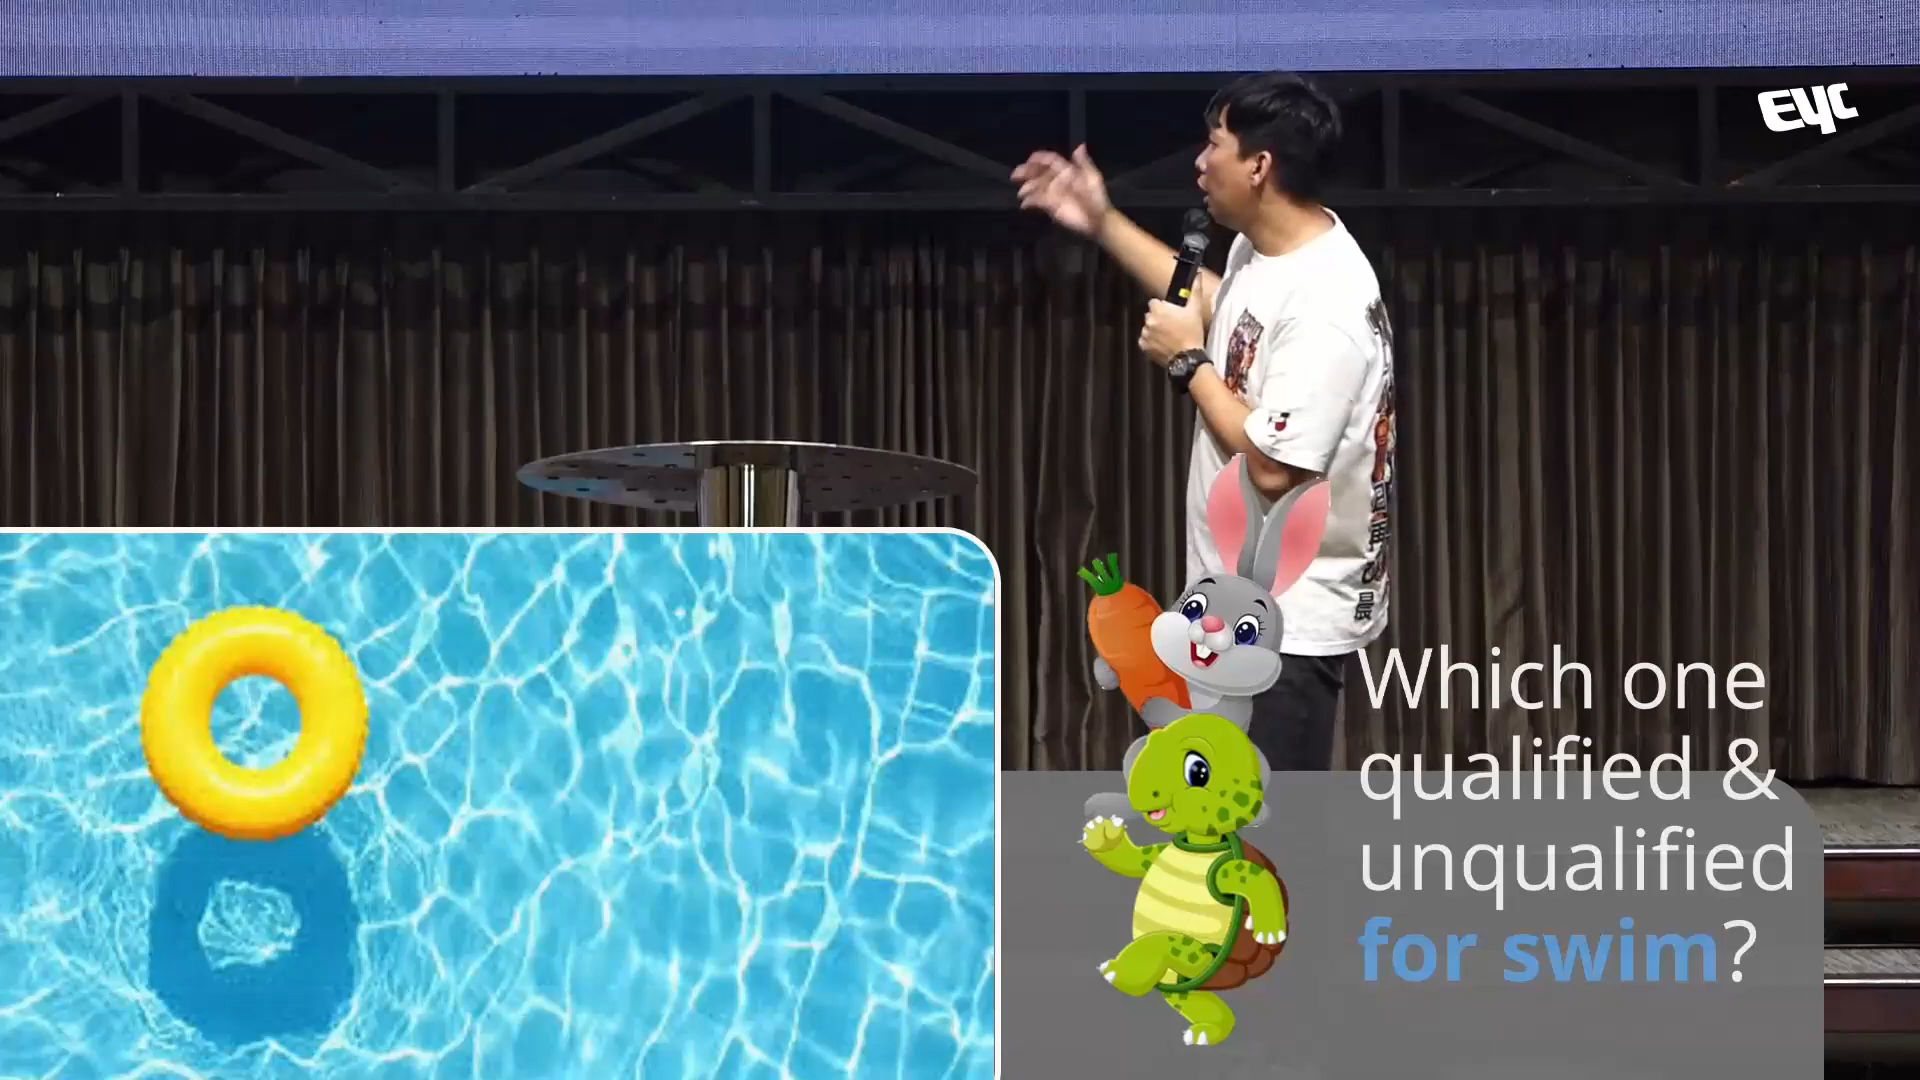 EYC
Which one
qualified &
unqualified
for swim?